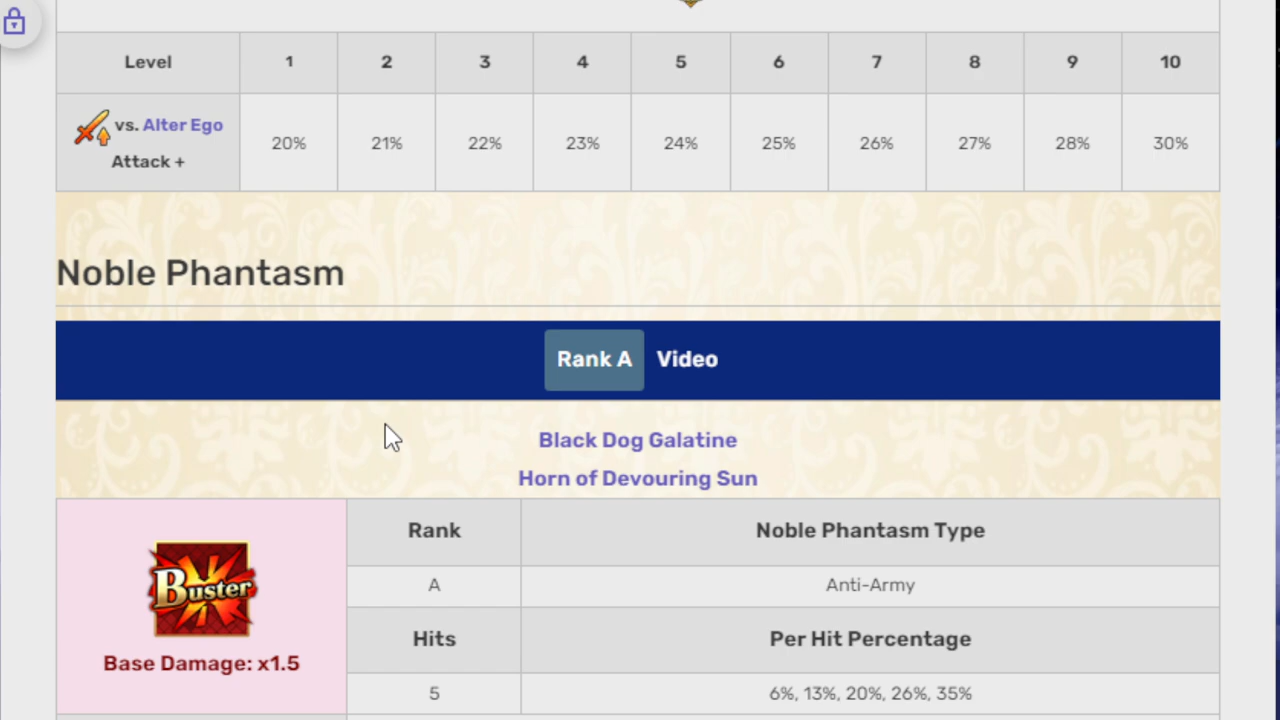 Level 1 2 3 4 5 6 7 8 9 10
vs. Alter Ego
Attack + 20% 21% 22% 23% 24% 25% 26% 27% 28% 30%
Noble Phantasm
Rank A Video
Black Dog Galatine
Horn of Devouring Sun
Rank Noble Phantasm Type
Buster
A Anti-Army
Hits Per Hit Percentage
Base Damage: x1.5
5 6%, 13%, 20%, 26%, 35%